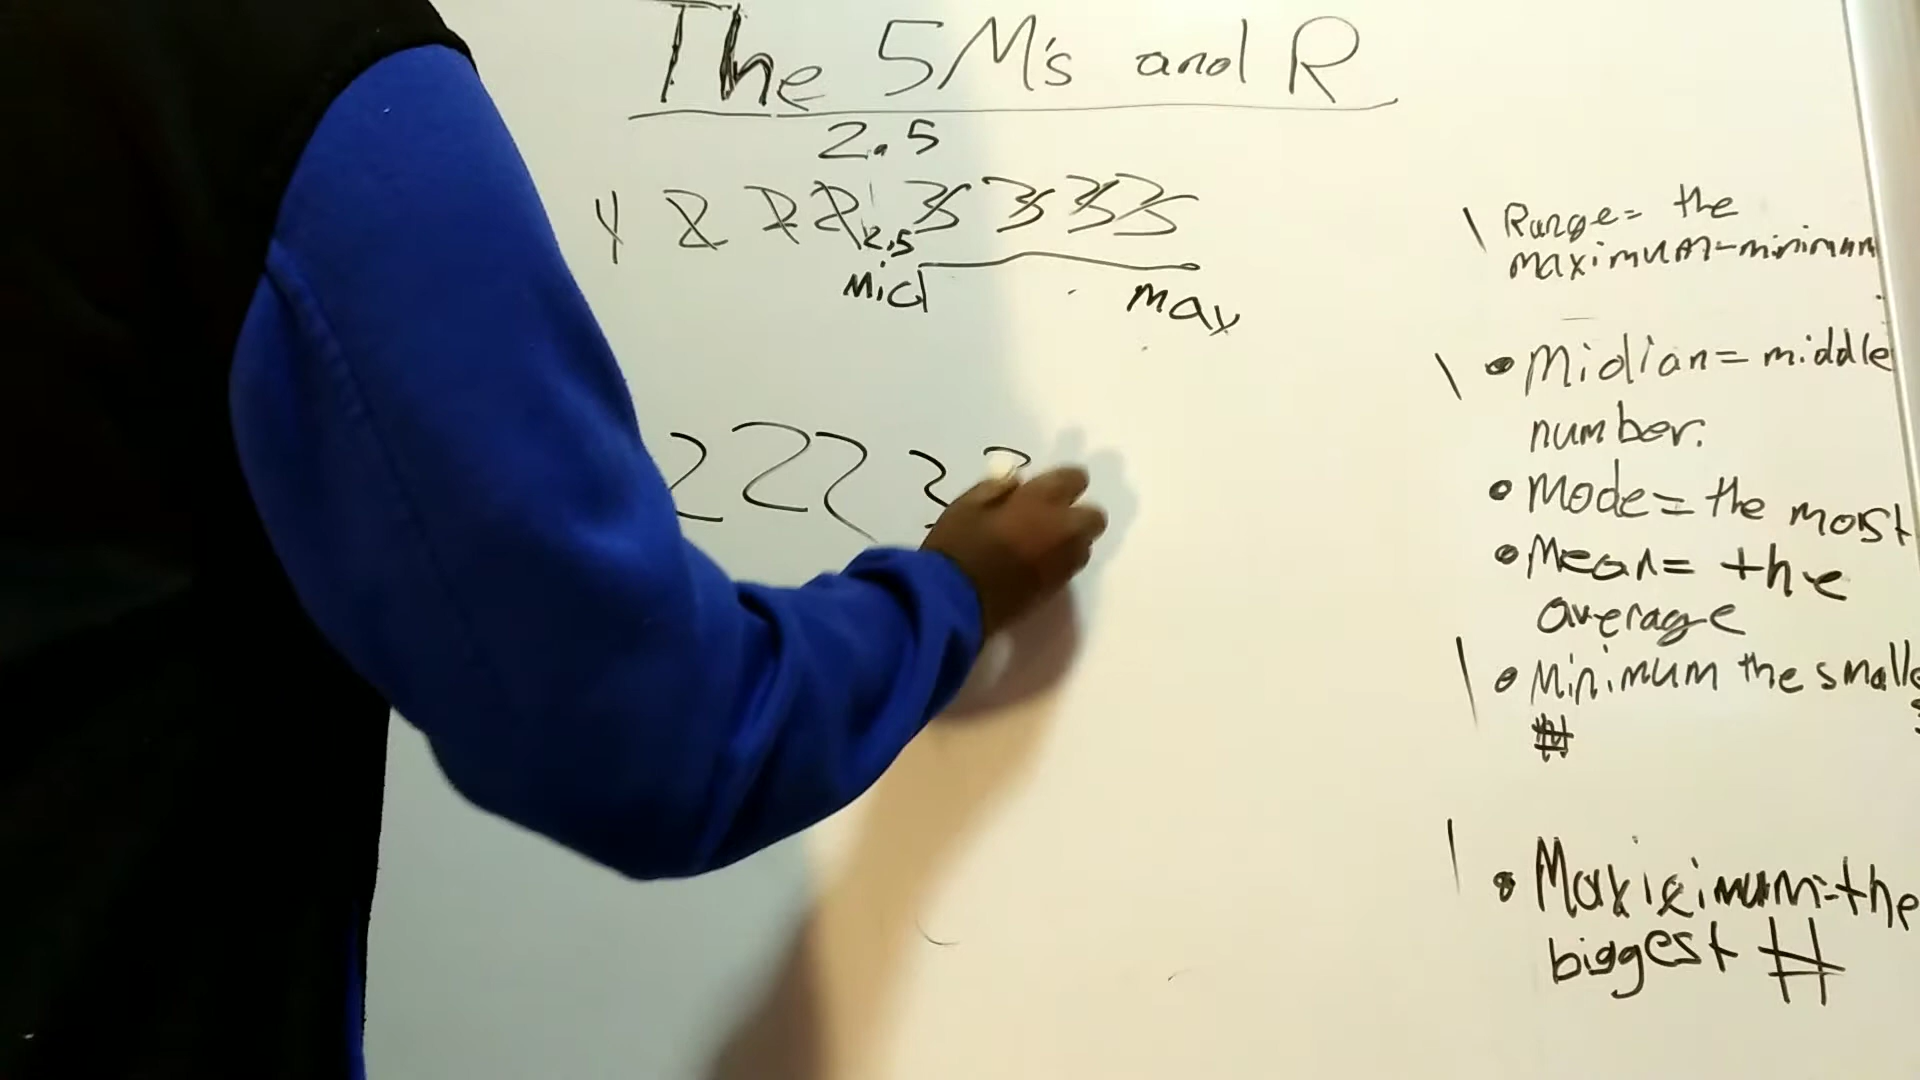 The 5M's and R
2.5
2 2 2 2.5 3 3 3 3
Mid max
2 2 2 3
Range= the
maximum-minimum
\ • Midian= middle
number.
• Mode= the most
• Mean= the
average
• Minimum the smalle
#
• Maxiximum=the
biggest #